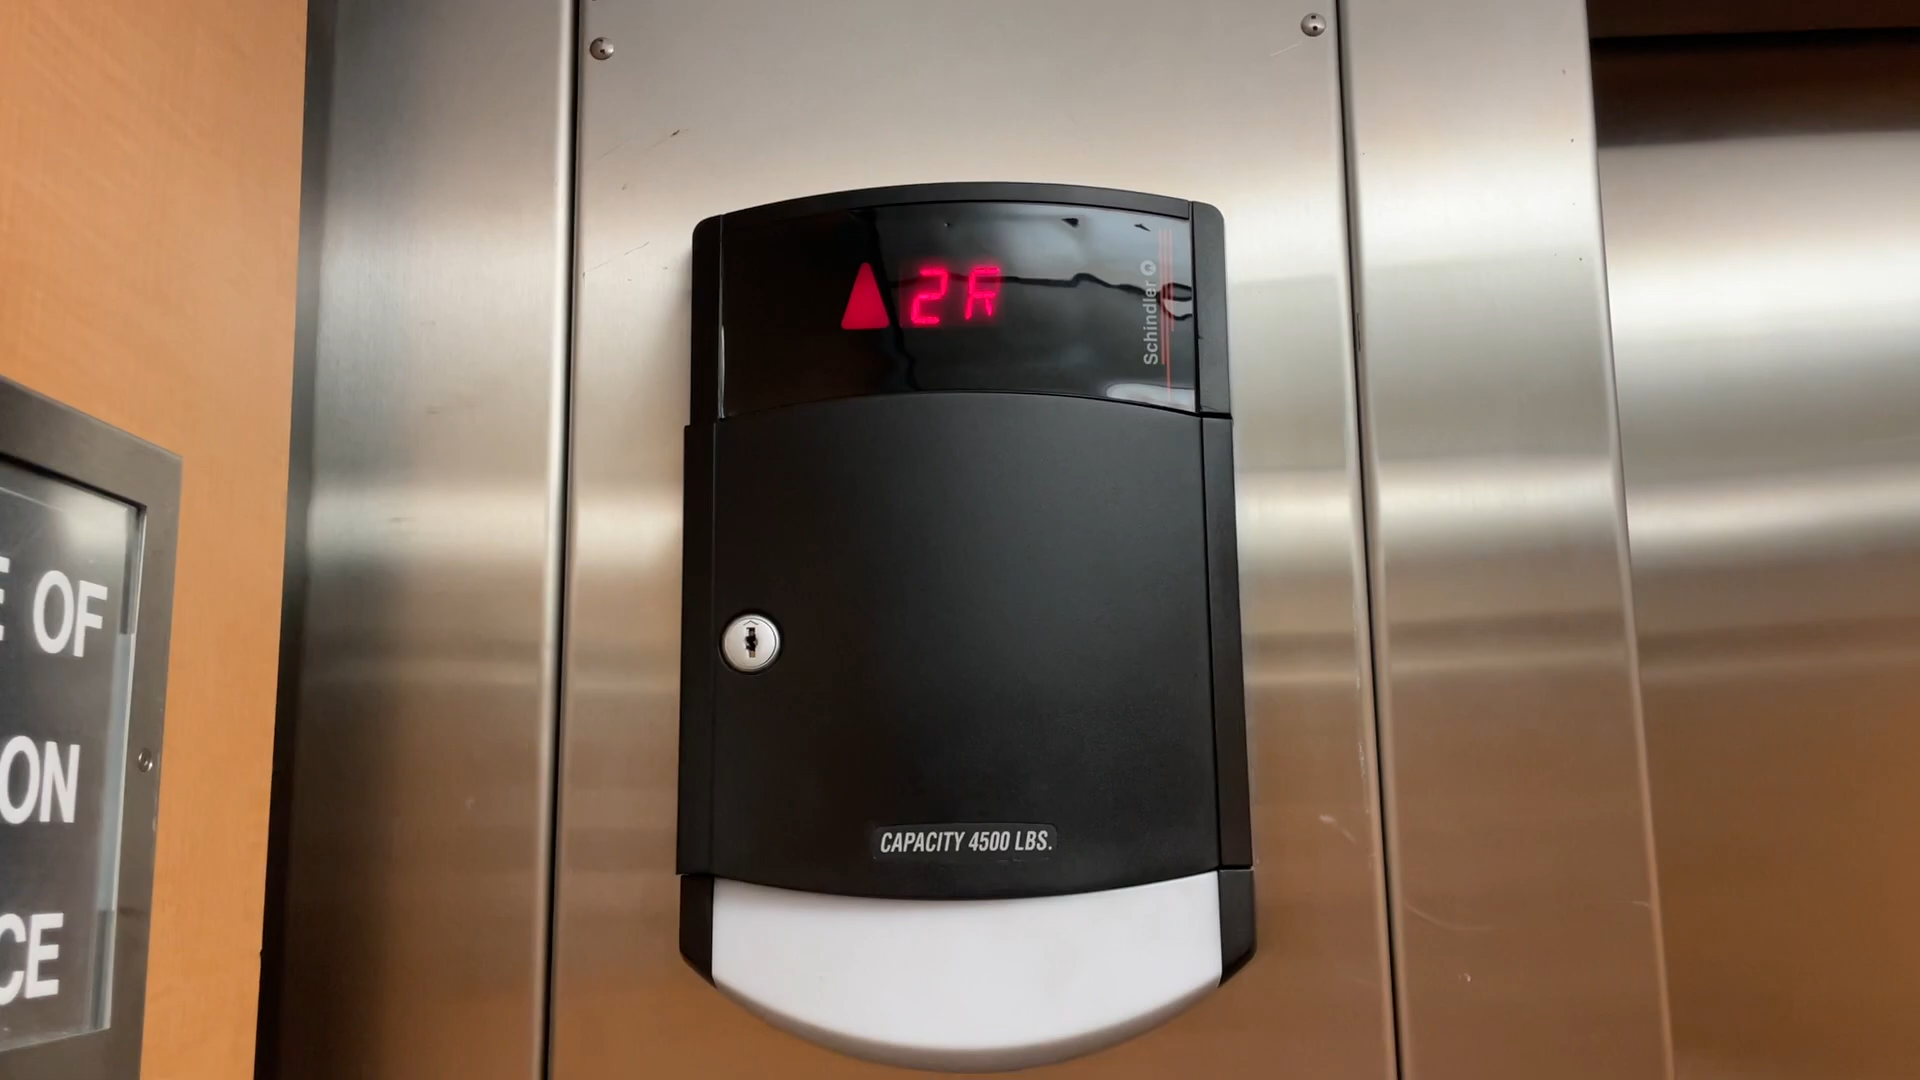 2R
Schindler
E OF
ON
CE
CAPACITY 4500 LBS.